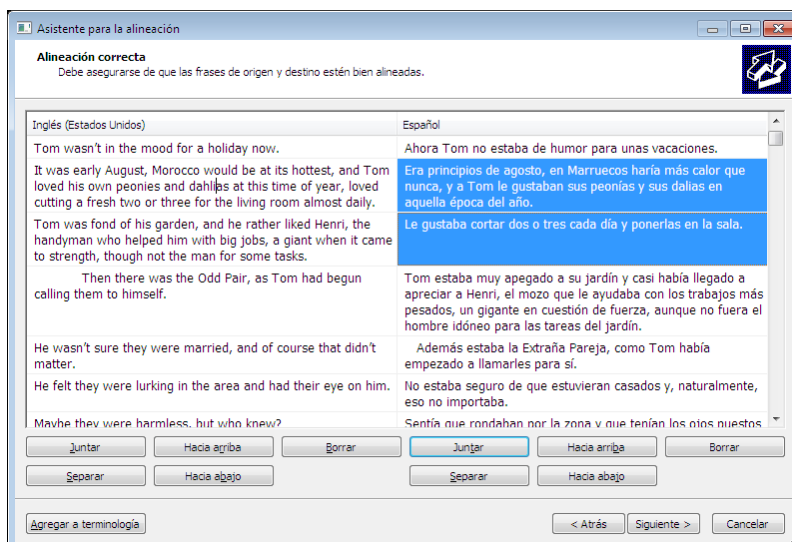 Asistente para la alineación
Alineación correcta
Debe asegurarse de que las frases de origen y destino estén bien alineadas.
Inglés (Estados Unidos)
Español
Tom wasn't in the mood for a holiday now.
Ahora Tom no estaba de humor para unas vacaciones.
It was early August, Morocco would be at its hottest, and Tom
loved his own peonies and dahlias at this time of year, loved
cutting a fresh two or three for the living room almost daily.
Era principios de agosto, en Marruecos haría más calor que
nunca, y a Tom le gustaban sus peonías y sus dalias en
aquella época del año.
Tom was fond of his garden, and he rather liked Henri, the
handyman who helped him with big jobs, a giant when it came
to strength, though not the man for some tasks.
Le gustaba cortar dos o tres cada día y ponerlas en la sala.
Then there was the Odd Pair, as Tom had begun
calling them to himself.
Tom estaba muy apegado a su jardín y casi había llegado a
apreciar a Henri, el mozo que le ayudaba con los trabajos más
pesados, un gigante en cuestión de fuerza, aunque no fuera el
hombre idóneo para las tareas del jardín.
He wasn't sure they were married, and of course that didn't
matter.
Además estaba la Extraña Pareja, como Tom había
empezado a llamarles para sí.
He felt they were lurking in the area and had their eye on him.
No estaba seguro de que estuvieran casados y, naturalmente,
eso no importaba.
Maybe they were harmless, but who knew?
Sentía que rondaban por la zona y que tenían los ojos puestos
Juntar
Hacia arriba
Borrar
Juntar
Hacia arriba
Borrar
Separar
Hacia abajo
Separar
Hacia abajo
Agregar a terminología
< Atrás
Siguiente >
Cancelar